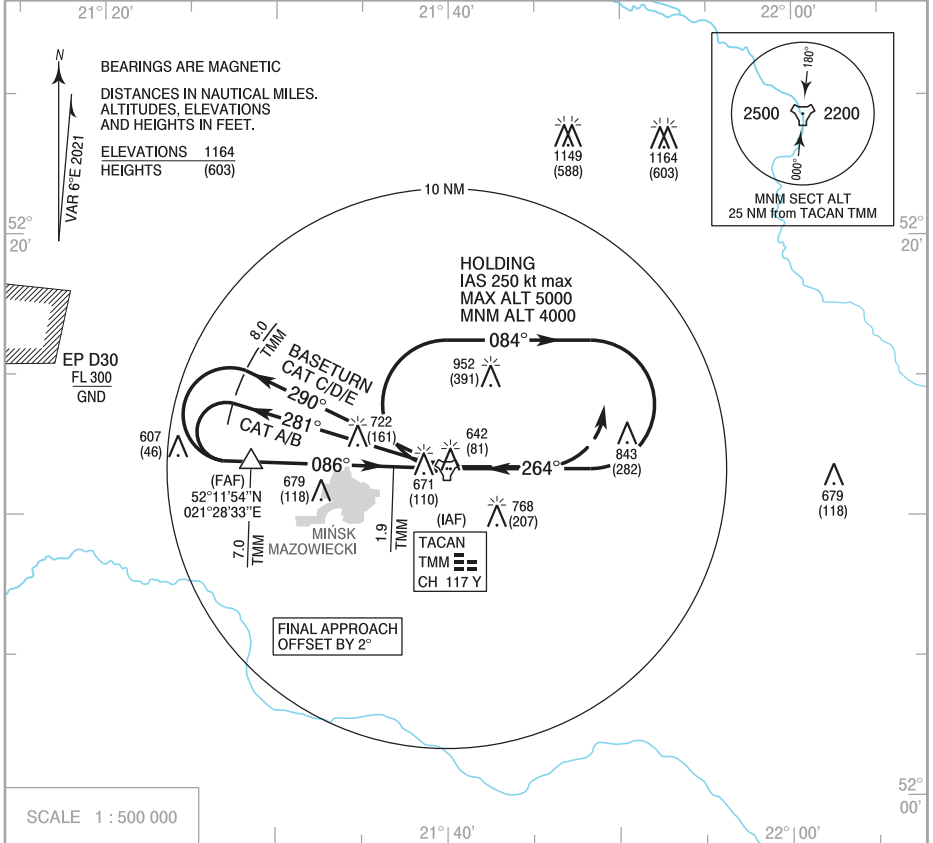 21°20'
21°40'
22°00'
N
VAR 6°E 2021
BEARINGS ARE MAGNETIC
DISTANCES IN NAUTICAL MILES.
ALTITUDES, ELEVATIONS
AND HEIGHTS IN FEET.
ELEVATIONS 1164
HEIGHTS (603)
1149
(588)
1164
(603)
180°
2500
2200
000°
MNM SECT ALT
25 NM from TACAN TMM
10 NM
52°
20'
52°
20'
HOLDING
IAS 250 kt max
MAX ALT 5000
MNM ALT 4000
084°
EP D30
FL 300
GND
8.0
TMM
BASETURN
CAT C/D/E
290°
281°
CAT A/B
952
(391)
722
(161)
642
(81)
607
(46)
843
(282)
086°
264°
(FAF)
52°11'54"N
021°28'33"E
679
(118)
671
(110)
768
(207)
679
(118)
7.0
TMM
MIŃSK
MAZOWIECKI
1.9
TMM
(IAF)
TACAN
TMM
CH 117 Y
FINAL APPROACH
OFFSET BY 2°
52°
00'
SCALE 1 : 500 000
21°40'
22°00'